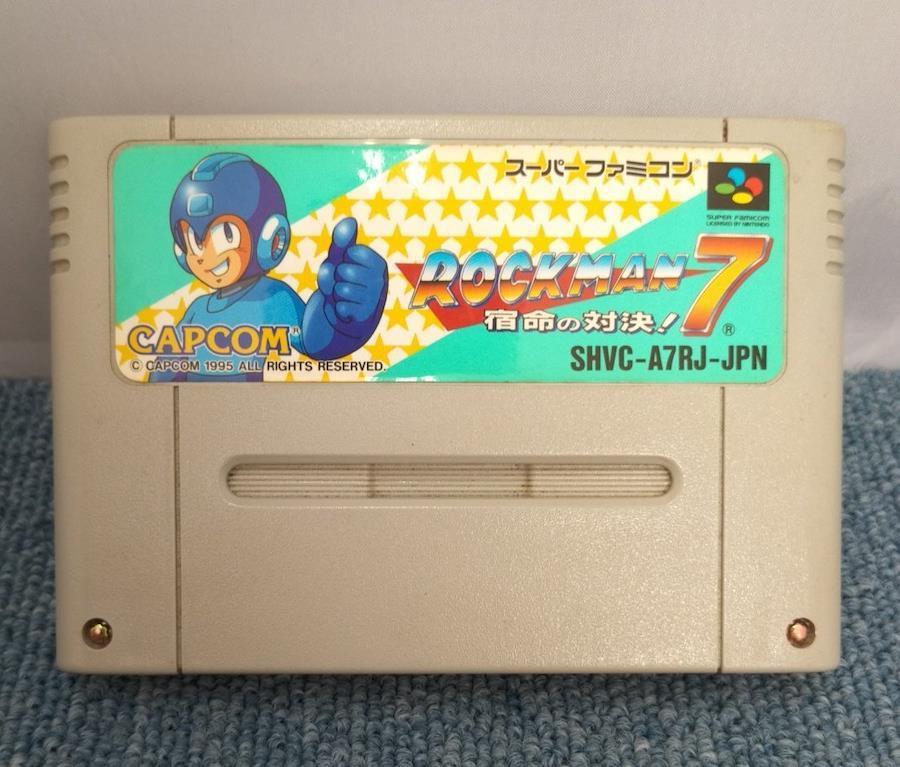 スーパーファミコン®
SUPER FAMICOM
LICENSED BY NINTENDO
ROCKMAN 7®
宿命の対決!
CAPCOM®
© CAPCOM 1995 ALL RIGHTS RESERVED.
SHVC-A7RJ-JPN